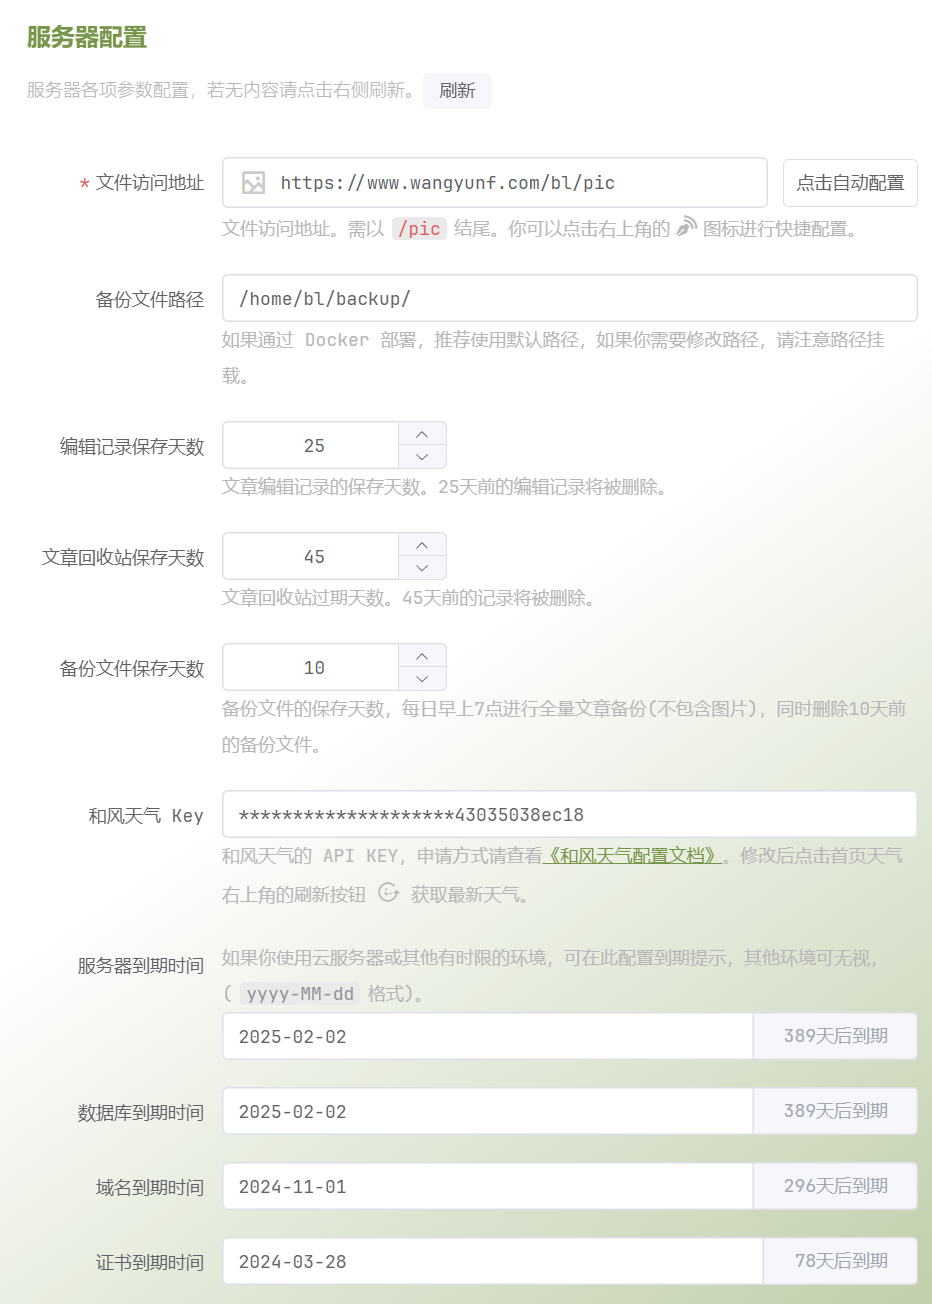 服务器配置
服务器各项参数配置，若无内容请点击右侧刷新。 刷新
* 文件访问地址 https://www.wangyunf.com/bl/pic 点击自动配置
文件访问地址。需以 /pic 结尾。你可以点击右上角的 图标进行快捷配置。
备份文件路径 /home/bl/backup/
如果通过 Docker 部署，推荐使用默认路径，如果你需要修改路径，请注意路径挂
载。
编辑记录保存天数 25
文章编辑记录的保存天数。25天前的编辑记录将被删除。
文章回收站保存天数 45
文章回收站过期天数。45天前的记录将被删除。
备份文件保存天数 10
备份文件的保存天数，每日早上7点进行全量文章备份(不包含图片)，同时删除10天前
的备份文件。
和风天气 Key ********************43035038ec18
和风天气的 API KEY，申请方式请查看《和风天气配置文档》。修改后点击首页天气
右上角的刷新按钮 获取最新天气。
服务器到期时间 如果你使用云服务器或其他有时限的环境，可在此配置到期提示，其他环境可无视，
( yyyy-MM-dd 格式)。
2025-02-02 389天后到期
数据库到期时间 2025-02-02 389天后到期
域名到期时间 2024-11-01 296天后到期
证书到期时间 2024-03-28 78天后到期